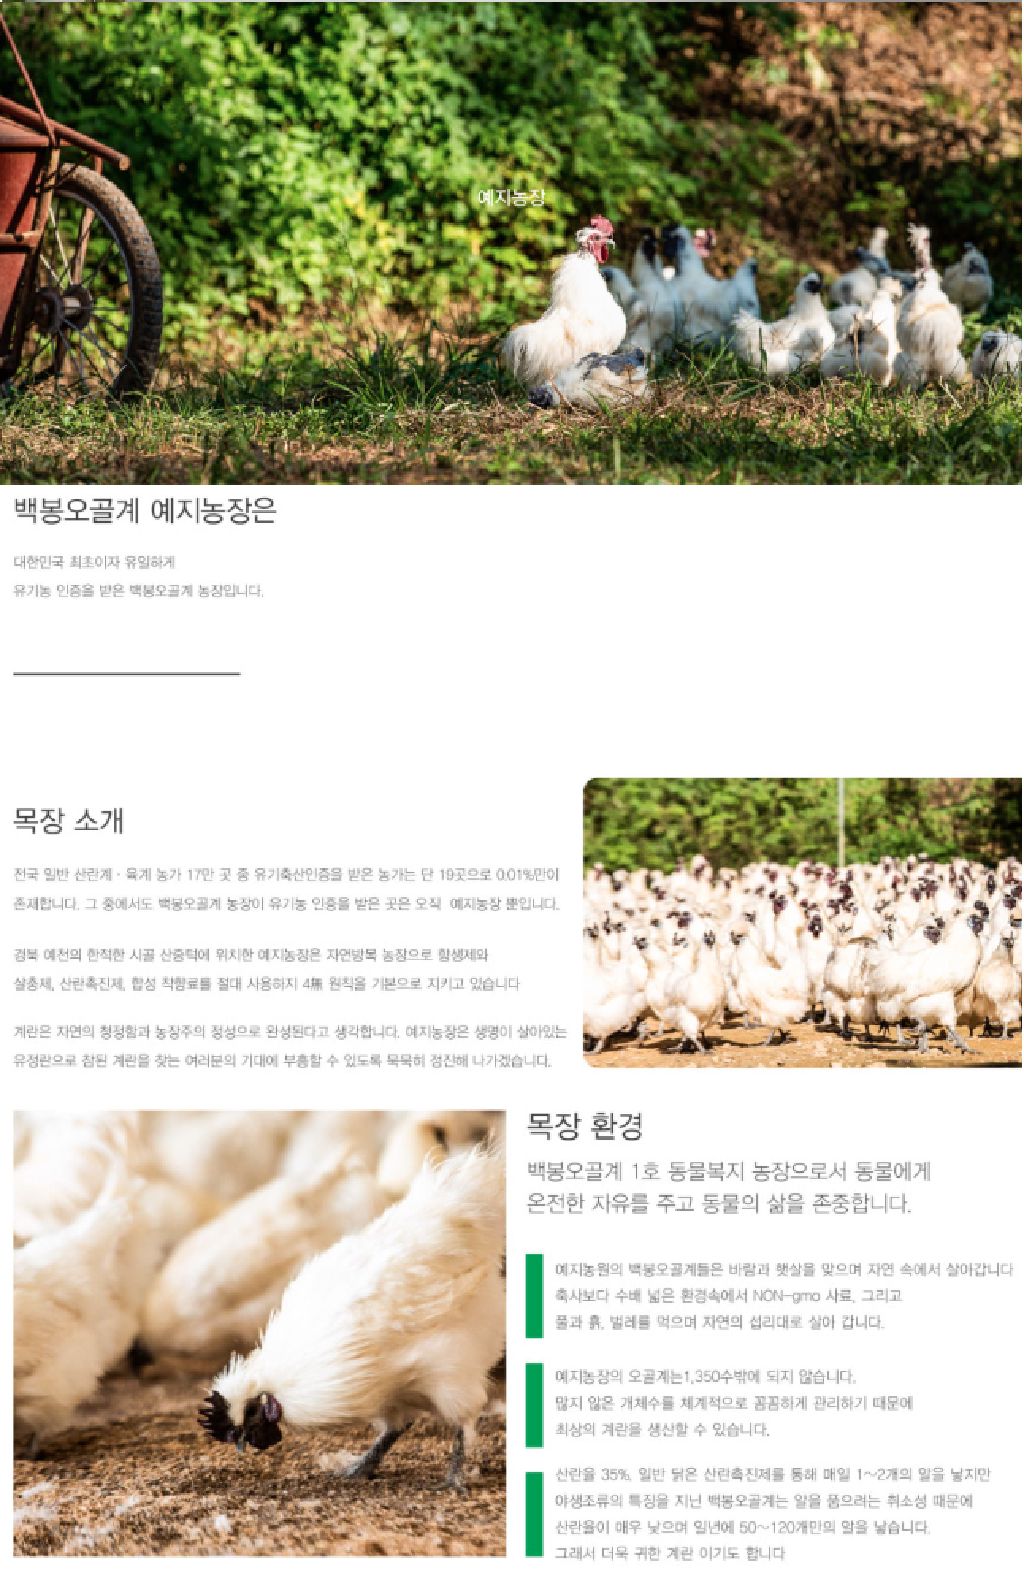 예지농장
백봉오골계 예지농장은
대한민국 최초이자 유일하게
유기농 인증을 받은 백봉오골계 농장입니다.
목장 소개
전국 일반 산란계 · 육계 농가 17만 곳 중 유기축산인증을 받은 농가는 단 19곳으로 0.01%만이
존재합니다. 그 중에서도 백봉오골계 농장이 유기농 인증을 받은 곳은 오직 예지농장 뿐입니다.
경북 예천의 한적한 시골 산중턱에 위치한 예지농장은 자연방목 농장으로 항생제와
살충제, 산란촉진제, 합성 착향료를 절대 사용하지 4無 원칙을 기본으로 지키고 있습니다
계란은 자연의 청정함과 농장주의 정성으로 완성된다고 생각합니다. 예지농장은 생명이 살아있는
유정란으로 참된 계란을 찾는 여러분의 기대에 부흥할 수 있도록 묵묵히 정진해 나가겠습니다.
목장 환경
백봉오골계 1호 동물복지 농장으로서 동물에게
온전한 자유를 주고 동물의 삶을 존중합니다.
예지농원의 백봉오골계들은 바람과 햇살을 맞으며 자연 속에서 살아갑니다
축사보다 수배 넓은 환경속에서 NON-gmo 사료, 그리고
풀과 흙, 벌레를 먹으며 자연의 섭리대로 살아 갑니다.
예지농장의 오골계는1,350수밖에 되지 않습니다.
많지 않은 개체수를 체계적으로 꼼꼼하게 관리하기 때문에
최상의 계란을 생산할 수 있습니다.
산란율 35%, 일반 닭은 산란촉진제를 통해 매일 1~2개의 알을 낳지만
야생조류의 특징을 지닌 백봉오골계는 알을 품으려는 취소성 때문에
산란율이 매우 낮으며 일년에 50~120개만의 알을 낳습니다.
그래서 더욱 귀한 계란 이기도 합니다